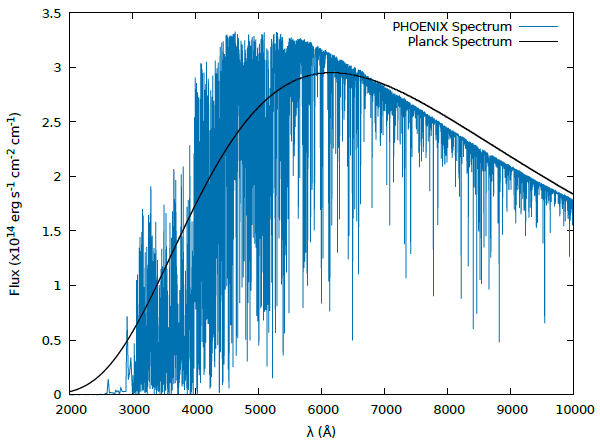 PHOENIX Spectrum
Planck Spectrum
3.5
3
2.5
2
1.5
1
0.5
0
Flux (x10¹⁴ erg s⁻¹ cm⁻² cm⁻¹)
2000 3000 4000 5000 6000 7000 8000 9000 10000
λ (Å)